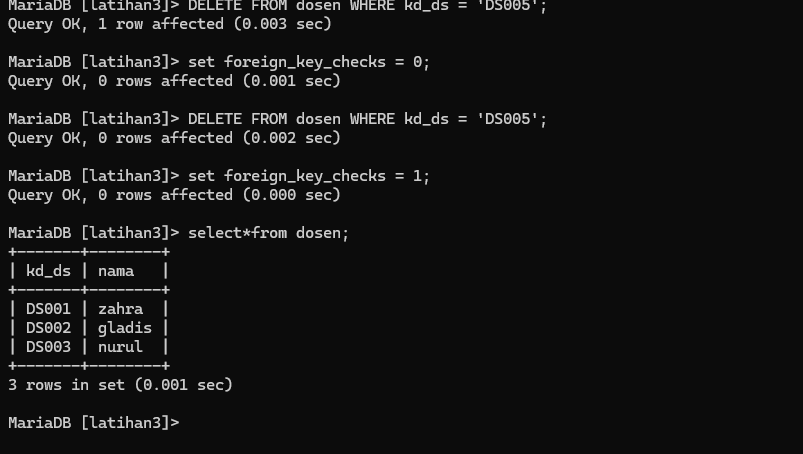 MariaDB [latihan3]> DELETE FROM dosen WHERE kd_ds = 'DS005';
Query OK, 1 row affected (0.003 sec)
MariaDB [latihan3]> set foreign_key_checks = 0;
Query OK, 0 rows affected (0.001 sec)
MariaDB [latihan3]> DELETE FROM dosen WHERE kd_ds = 'DS005';
Query OK, 0 rows affected (0.002 sec)
MariaDB [latihan3]> set foreign_key_checks = 1;
Query OK, 0 rows affected (0.000 sec)
MariaDB [latihan3]> select*from dosen;
+-------+--------+
| kd_ds | nama   |
+-------+--------+
| DS001 | zahra  |
| DS002 | gladis |
| DS003 | nurul  |
+-------+--------+
3 rows in set (0.001 sec)
MariaDB [latihan3]>